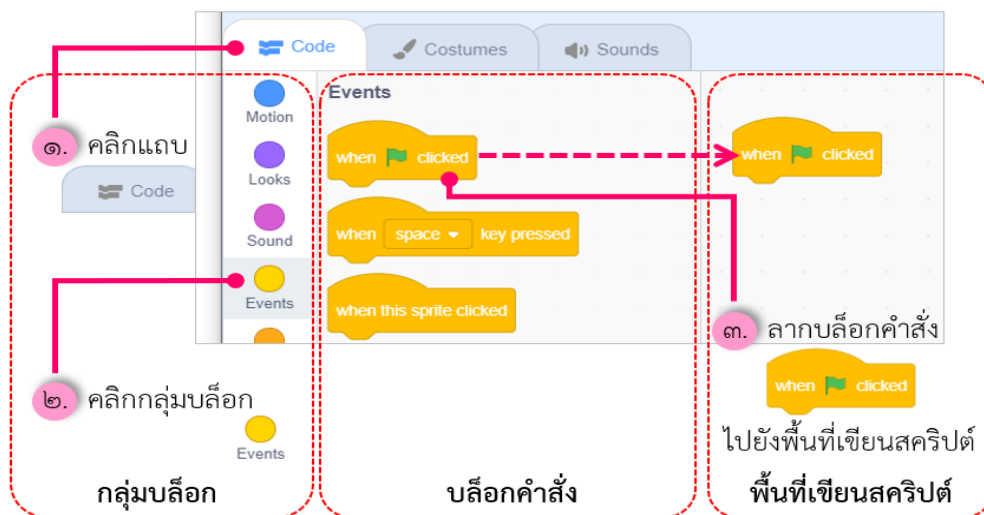 Code
Costumes
Sounds
Motion
Looks
Sound
Events
Events
when clicked
when space key pressed
when this sprite clicked
when clicked
๑. คลิกแถบ
Code
๒. คลิกกลุ่มบล็อก
Events
๓. ลากบล็อกคำสั่ง
when clicked
ไปยังพื้นที่เขียนสคริปต์
กลุ่มบล็อก
บล็อกคำสั่ง
พื้นที่เขียนสคริปต์